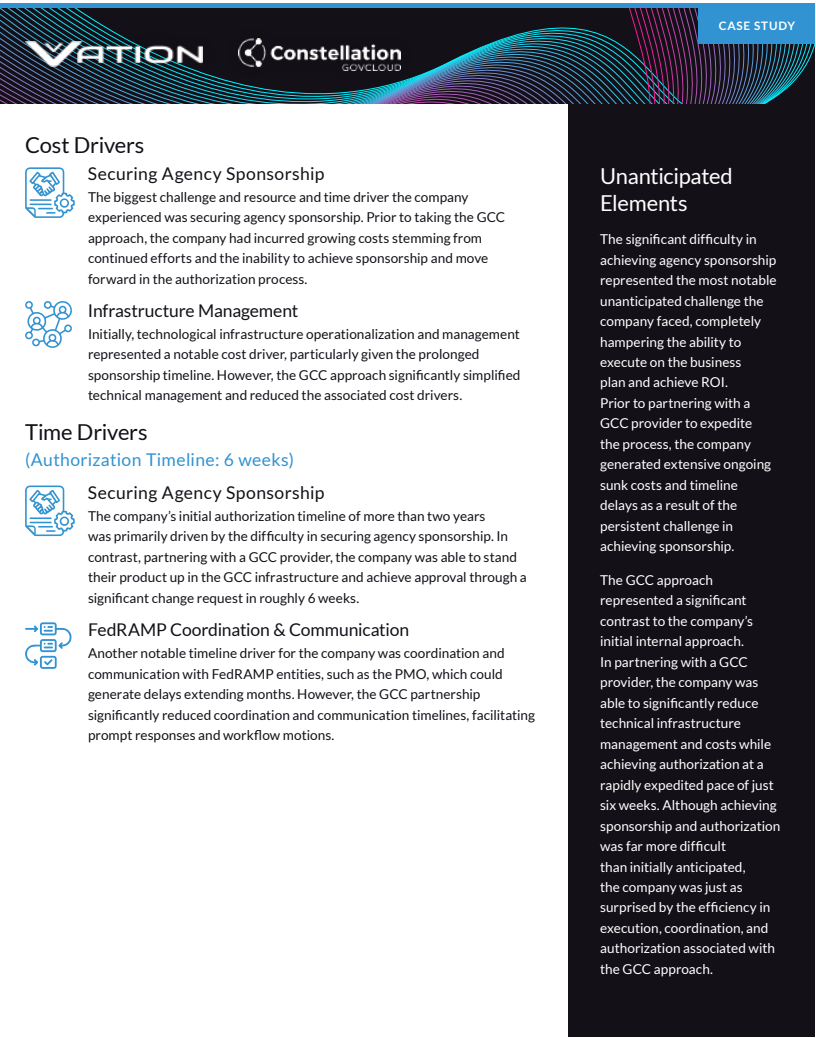 CASE STUDY
VATION
Constellation
GOVCLOUD
Cost Drivers
Securing Agency Sponsorship
The biggest challenge and resource and time driver the company
experienced was securing agency sponsorship. Prior to taking the GCC
approach, the company had incurred growing costs stemming from
continued efforts and the inability to achieve sponsorship and move
forward in the authorization process.
Infrastructure Management
Initially, technological infrastructure operationalization and management
represented a notable cost driver, particularly given the prolonged
sponsorship timeline. However, the GCC approach significantly simplified
technical management and reduced the associated cost drivers.
Time Drivers
(Authorization Timeline: 6 weeks)
Securing Agency Sponsorship
The company’s initial authorization timeline of more than two years
was primarily driven by the difficulty in securing agency sponsorship. In
contrast, partnering with a GCC provider, the company was able to stand
their product up in the GCC infrastructure and achieve approval through a
significant change request in roughly 6 weeks.
FedRAMP Coordination & Communication
Another notable timeline driver for the company was coordination and
communication with FedRAMP entities, such as the PMO, which could
generate delays extending months. However, the GCC partnership
significantly reduced coordination and communication timelines, facilitating
prompt responses and workflow motions.
Unanticipated
Elements
The significant difficulty in
achieving agency sponsorship
represented the most notable
unanticipated challenge the
company faced, completely
hampering the ability to
execute on the business
plan and achieve ROI.
Prior to partnering with a
GCC provider to expedite
the process, the company
generated extensive ongoing
sunk costs and timeline
delays as a result of the
persistent challenge in
achieving sponsorship.
The GCC approach
represented a significant
contrast to the company’s
initial internal approach.
In partnering with a GCC
provider, the company was
able to significantly reduce
technical infrastructure
management and costs while
achieving authorization at a
rapidly expedited pace of just
six weeks. Although achieving
sponsorship and authorization
was far more difficult
than initially anticipated,
the company was just as
surprised by the efficiency in
execution, coordination, and
authorization associated with
the GCC approach.